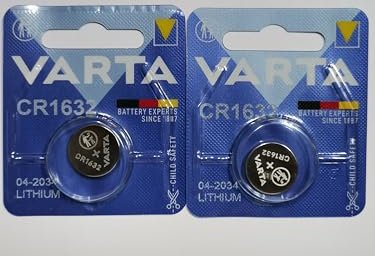 VARTA
CR1632
BATTERY EXPERTS
SINCE 1887
CR1632
04-2034
LITHIUM
CHILD SAFETY
VARTA
CR1632
BATTERY EXPERTS
SINCE 1887
CR1632
VARTA
04-2034
LITHIUM
CHILD SAFETY